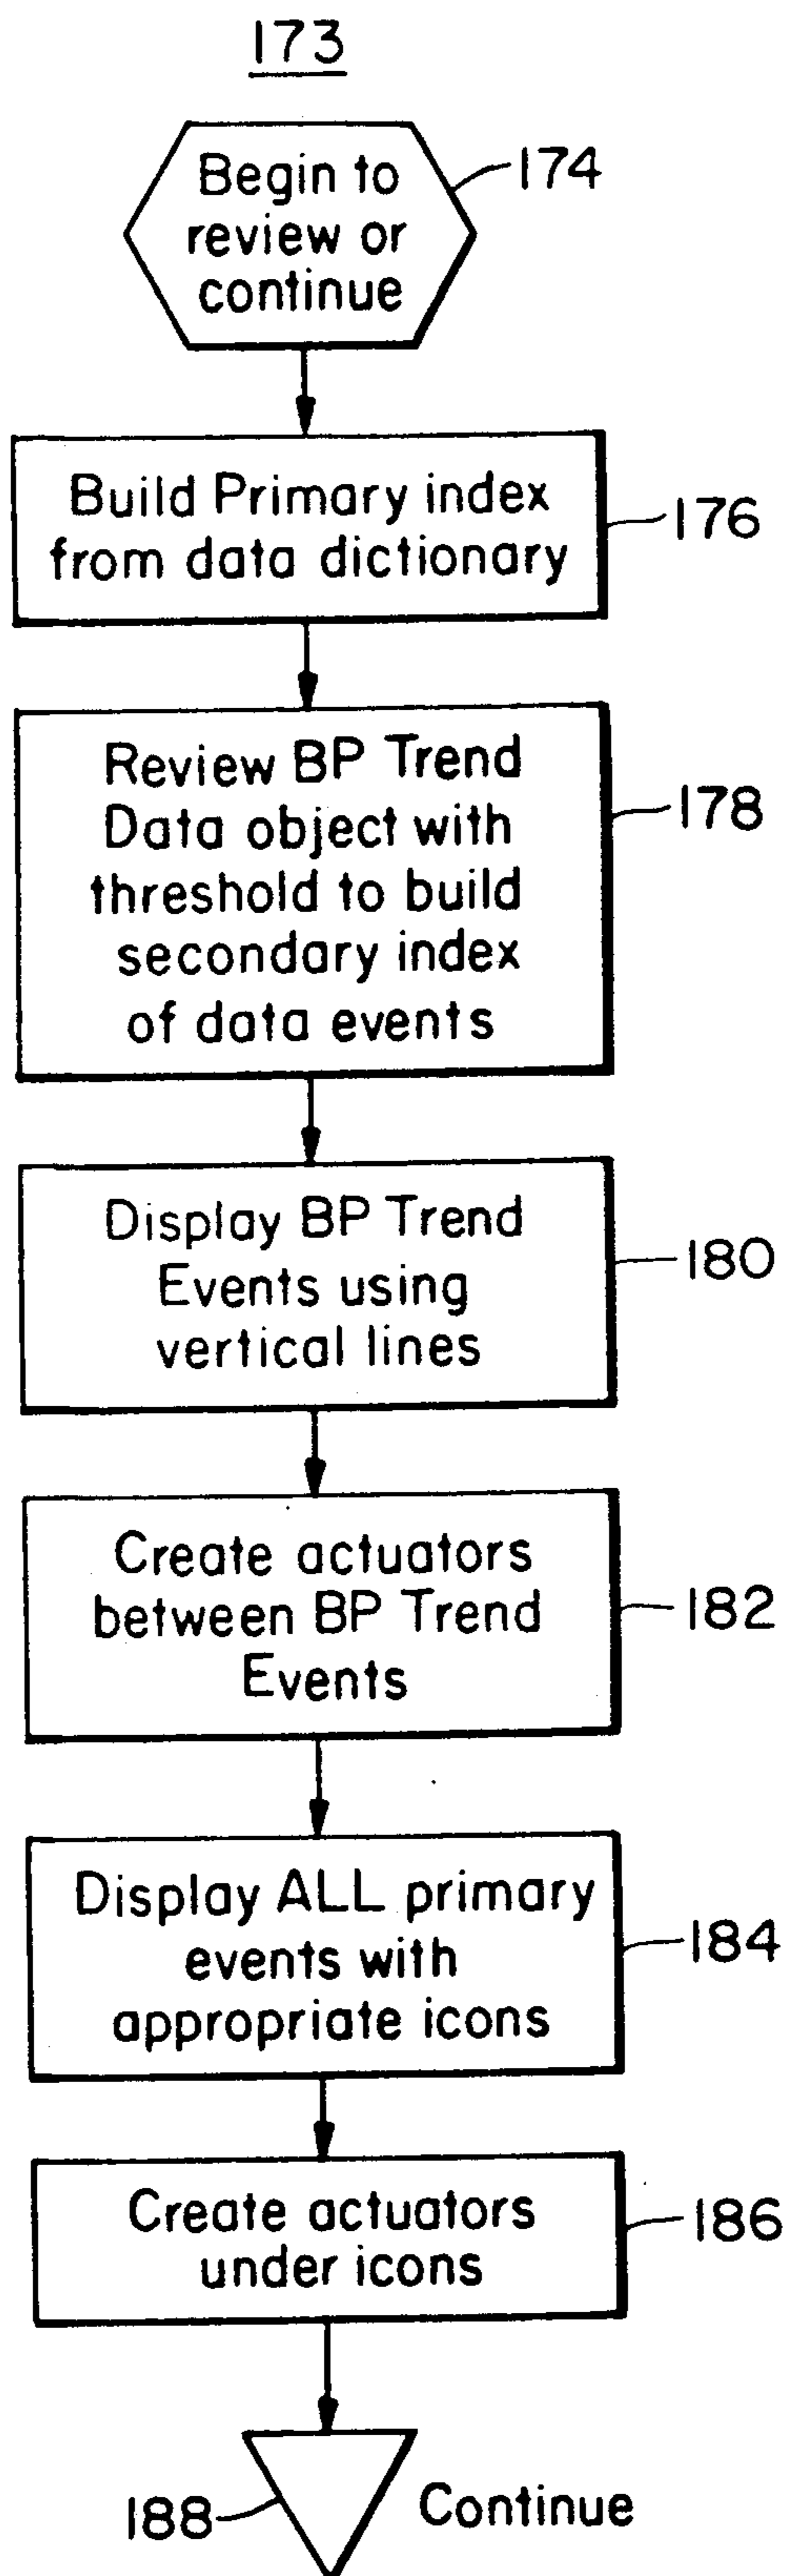 173
Begin to
review or
continue
174
Build Primary index
from data dictionary
176
Review BP Trend
Data object with
threshold to build
secondary index
of data events
178
Display BP Trend
Events using
vertical lines
180
Create actuators
between BP Trend
Events
182
Display ALL primary
events with
appropriate icons
184
Create actuators
under icons
186
188
Continue